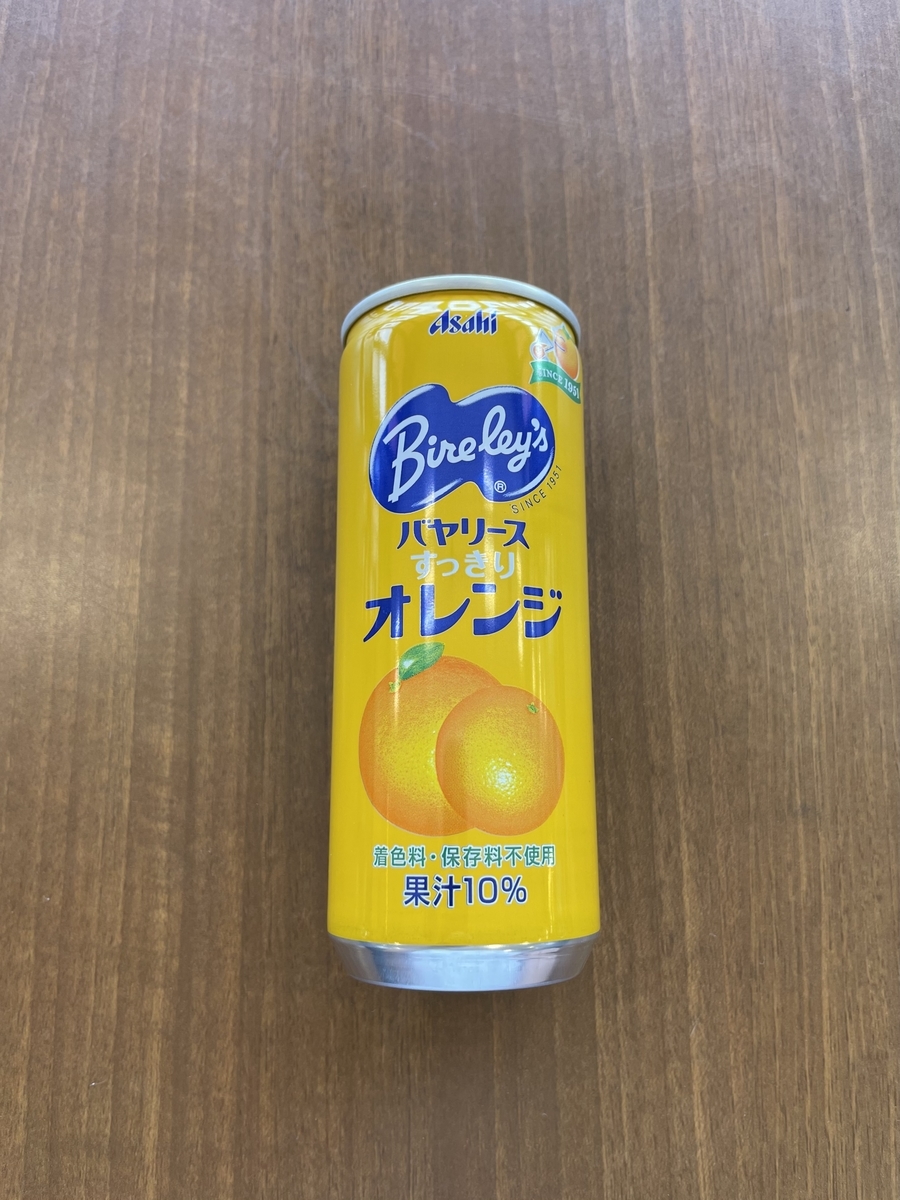 Asahi
SINCE 1951
Bireley's
®
SINCE 1951
バヤリース
すっきり
オレンジ
着色料・保存料不使用
果汁10%